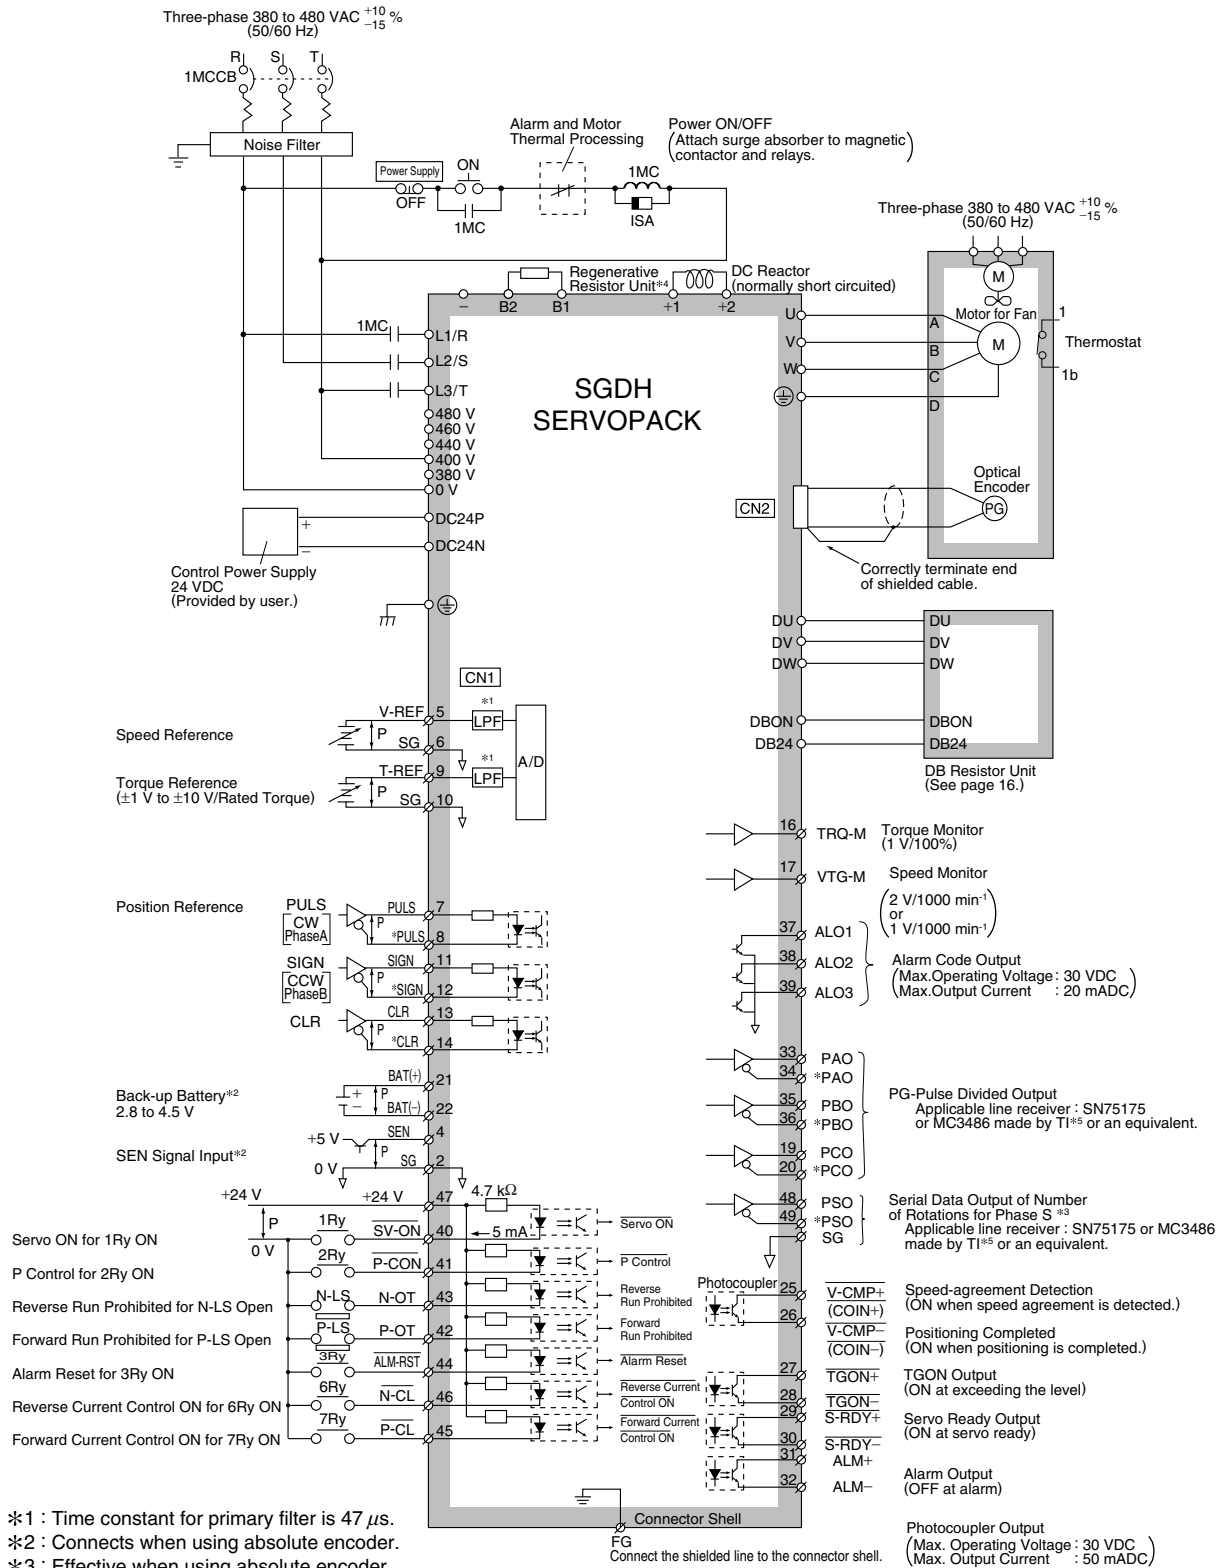 Three-phase 380 to 480 VAC +10 −15 %
(50/60 Hz)
R S T
1MCCB
Noise Filter
Alarm and Motor
Thermal Processing
Power ON/OFF
(Attach surge absorber to magnetic
contactor and relays.)
Power Supply
ON
OFF
1MC
1MC
ISA
Three-phase 380 to 480 VAC +10 −15 %
(50/60 Hz)
M
Motor for Fan
M
A
B
C
D
1
Thermostat
1b
Regenerative
Resistor Unit*4
DC Reactor
(normally short circuited)
− B2 B1 +1 +2
1MC
L1/R
L2/S
L3/T
480 V
460 V
440 V
400 V
380 V
0 V
DC24P
DC24N
+
−
Control Power Supply
24 VDC
(Provided by user.)
SGDH
SERVOPACK
U
V
W
CN2
Optical
Encoder
PG
Correctly terminate end
of shielded cable.
DU DU
DV DV
DW DW
DBON DBON
DB24 DB24
DB Resistor Unit
(See page 16.)
CN1
Speed Reference
P
V-REF 5
SG 6
*1
LPF
A/D
Torque Reference
(±1 V to ±10 V/Rated Torque)
P
T-REF 9
SG 10
*1
LPF
16 TRQ-M Torque Monitor
(1 V/100%)
17 VTG-M Speed Monitor
(2 V/1000 min-1
or
1 V/1000 min-1)
37 ALO1
38 ALO2
39 ALO3
Alarm Code Output
(Max.Operating Voltage : 30 VDC
Max.Output Current : 20 mADC)
Position Reference
PULS
[CW
PhaseA]
P
PULS 7
*PULS 8
SIGN
[CCW
PhaseB]
P
SIGN 11
*SIGN 12
CLR
P
CLR 13
*CLR 14
Back-up Battery*2
2.8 to 4.5 V
+
−
P
BAT(+) 21
BAT(−) 22
SEN Signal Input*2
+5 V
0 V
P
SEN 4
SG 2
33 PAO
34 *PAO
35 PBO
36 *PBO
19 PCO
20 *PCO
PG-Pulse Divided Output
Applicable line receiver : SN75175
or MC3486 made by TI*5 or an equivalent.
48 PSO
49 *PSO
SG
Serial Data Output of Number
of Rotations for Phase S *3
Applicable line receiver : SN75175 or MC3486
made by TI*5 or an equivalent.
+24 V
P
0 V
+24 V 47 4.7 kΩ
5 mA
Servo ON for 1Ry ON 1Ry SV-ON 40 Servo ON
P Control for 2Ry ON 2Ry P-CON 41 P Control
Reverse Run Prohibited for N-LS Open N-LS N-OT 43 Reverse
Run Prohibited
Forward Run Prohibited for P-LS Open P-LS P-OT 42 Forward
Run Prohibited
Alarm Reset for 3Ry ON 3Ry ALM-RST 44 Alarm Reset
Reverse Current Control ON for 6Ry ON 6Ry N-CL 46 Reverse Current
Control ON
Forward Current Control ON for 7Ry ON 7Ry P-CL 45 Forward Current
Control ON
Photocoupler
25 V-CMP+
(COIN+)
26 V-CMP−
(COIN−)
Speed-agreement Detection
(ON when speed agreement is detected.)
Positioning Completed
(ON when positioning is completed.)
27 TGON+
28 TGON−
TGON Output
(ON at exceeding the level)
29 S-RDY+
30 S-RDY−
Servo Ready Output
(ON at servo ready)
31 ALM+
32 ALM−
Alarm Output
(OFF at alarm)
Connector Shell
FG
Connect the shielded line to the connector shell.
Photocoupler Output
(Max. Operating Voltage : 30 VDC
Max. Output Current : 50 mADC)
*1 : Time constant for primary filter is 47 μs.
*2 : Connects when using absolute encoder.
*3 : Effective when using absolute encoder.